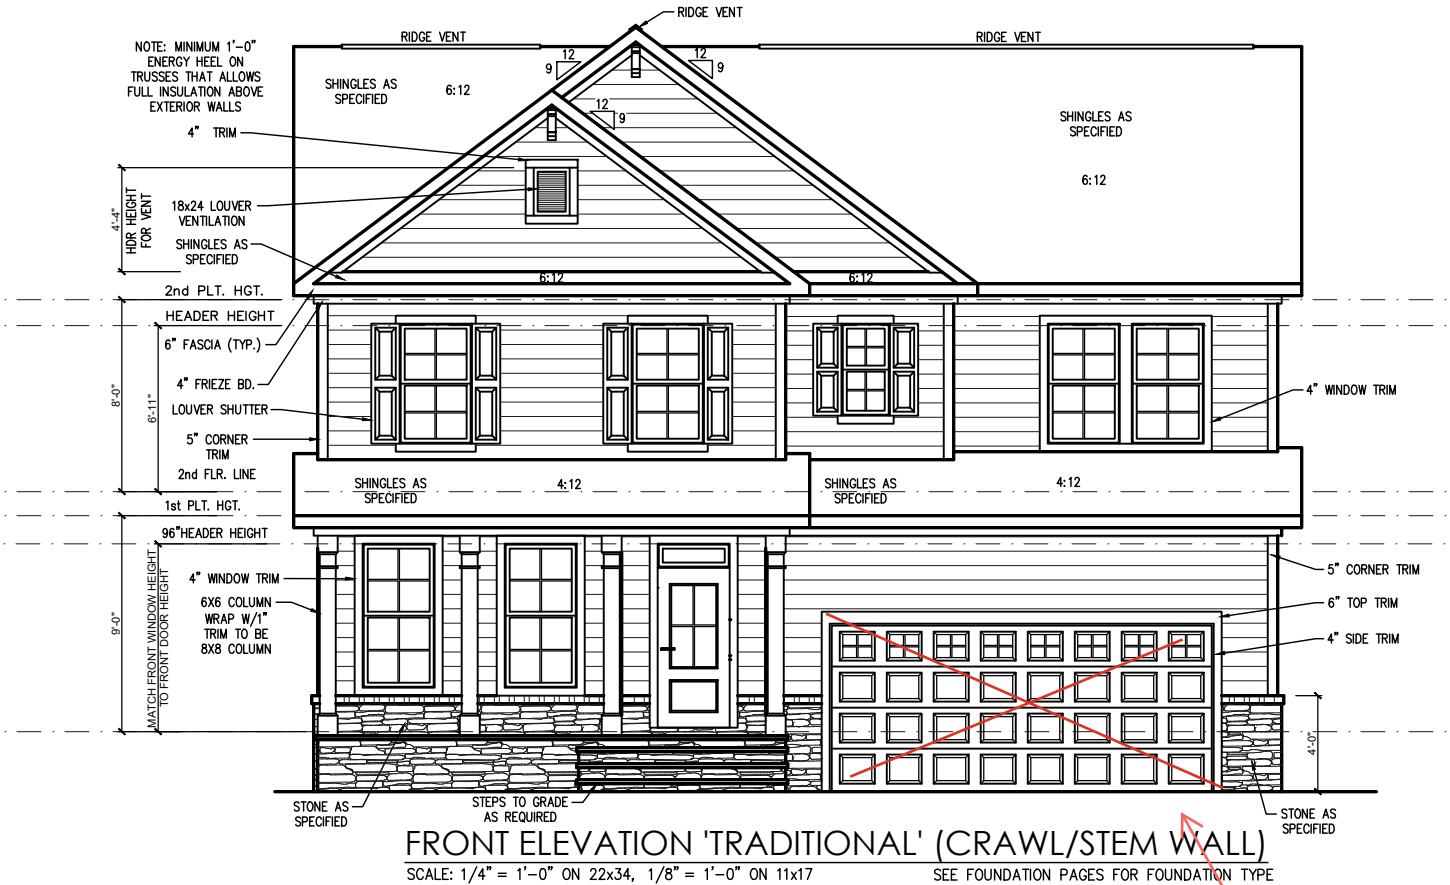 RIDGE VENT
RIDGE VENT
RIDGE VENT
NOTE: MINIMUM 1'-0"
ENERGY HEEL ON
TRUSSES THAT ALLOWS
FULL INSULATION ABOVE
EXTERIOR WALLS
12
9
12
9
12
9
SHINGLES AS
SPECIFIED
6:12
SHINGLES AS
SPECIFIED
6:12
4" TRIM
4'-4"
HDR HEIGHT
FOR VENT
18x24 LOUVER
VENTILATION
SHINGLES AS
SPECIFIED
6:12
6:12
2nd PLT. HGT.
HEADER HEIGHT
6" FASCIA (TYP.)
4" FRIEZE BD.
8'-0"
6'-11"
LOUVER SHUTTER
4" WINDOW TRIM
5" CORNER
TRIM
2nd FLR. LINE
SHINGLES AS
SPECIFIED
4:12
SHINGLES AS
SPECIFIED
4:12
1st PLT. HGT.
96"HEADER HEIGHT
9'-0"
MATCH FRONT WINDOW HEIGHT
TO FRONT DOOR HEIGHT
4" WINDOW TRIM
6X6 COLUMN
WRAP W/1"
TRIM TO BE
8X8 COLUMN
5" CORNER TRIM
6" TOP TRIM
4" SIDE TRIM
4'-0"
STONE AS
SPECIFIED
STEPS TO GRADE
AS REQUIRED
STONE AS
SPECIFIED
FRONT ELEVATION 'TRADITIONAL' (CRAWL/STEM WALL)
SCALE: 1/4" = 1'-0" ON 22x34, 1/8" = 1'-0" ON 11x17
SEE FOUNDATION PAGES FOR FOUNDATION TYPE